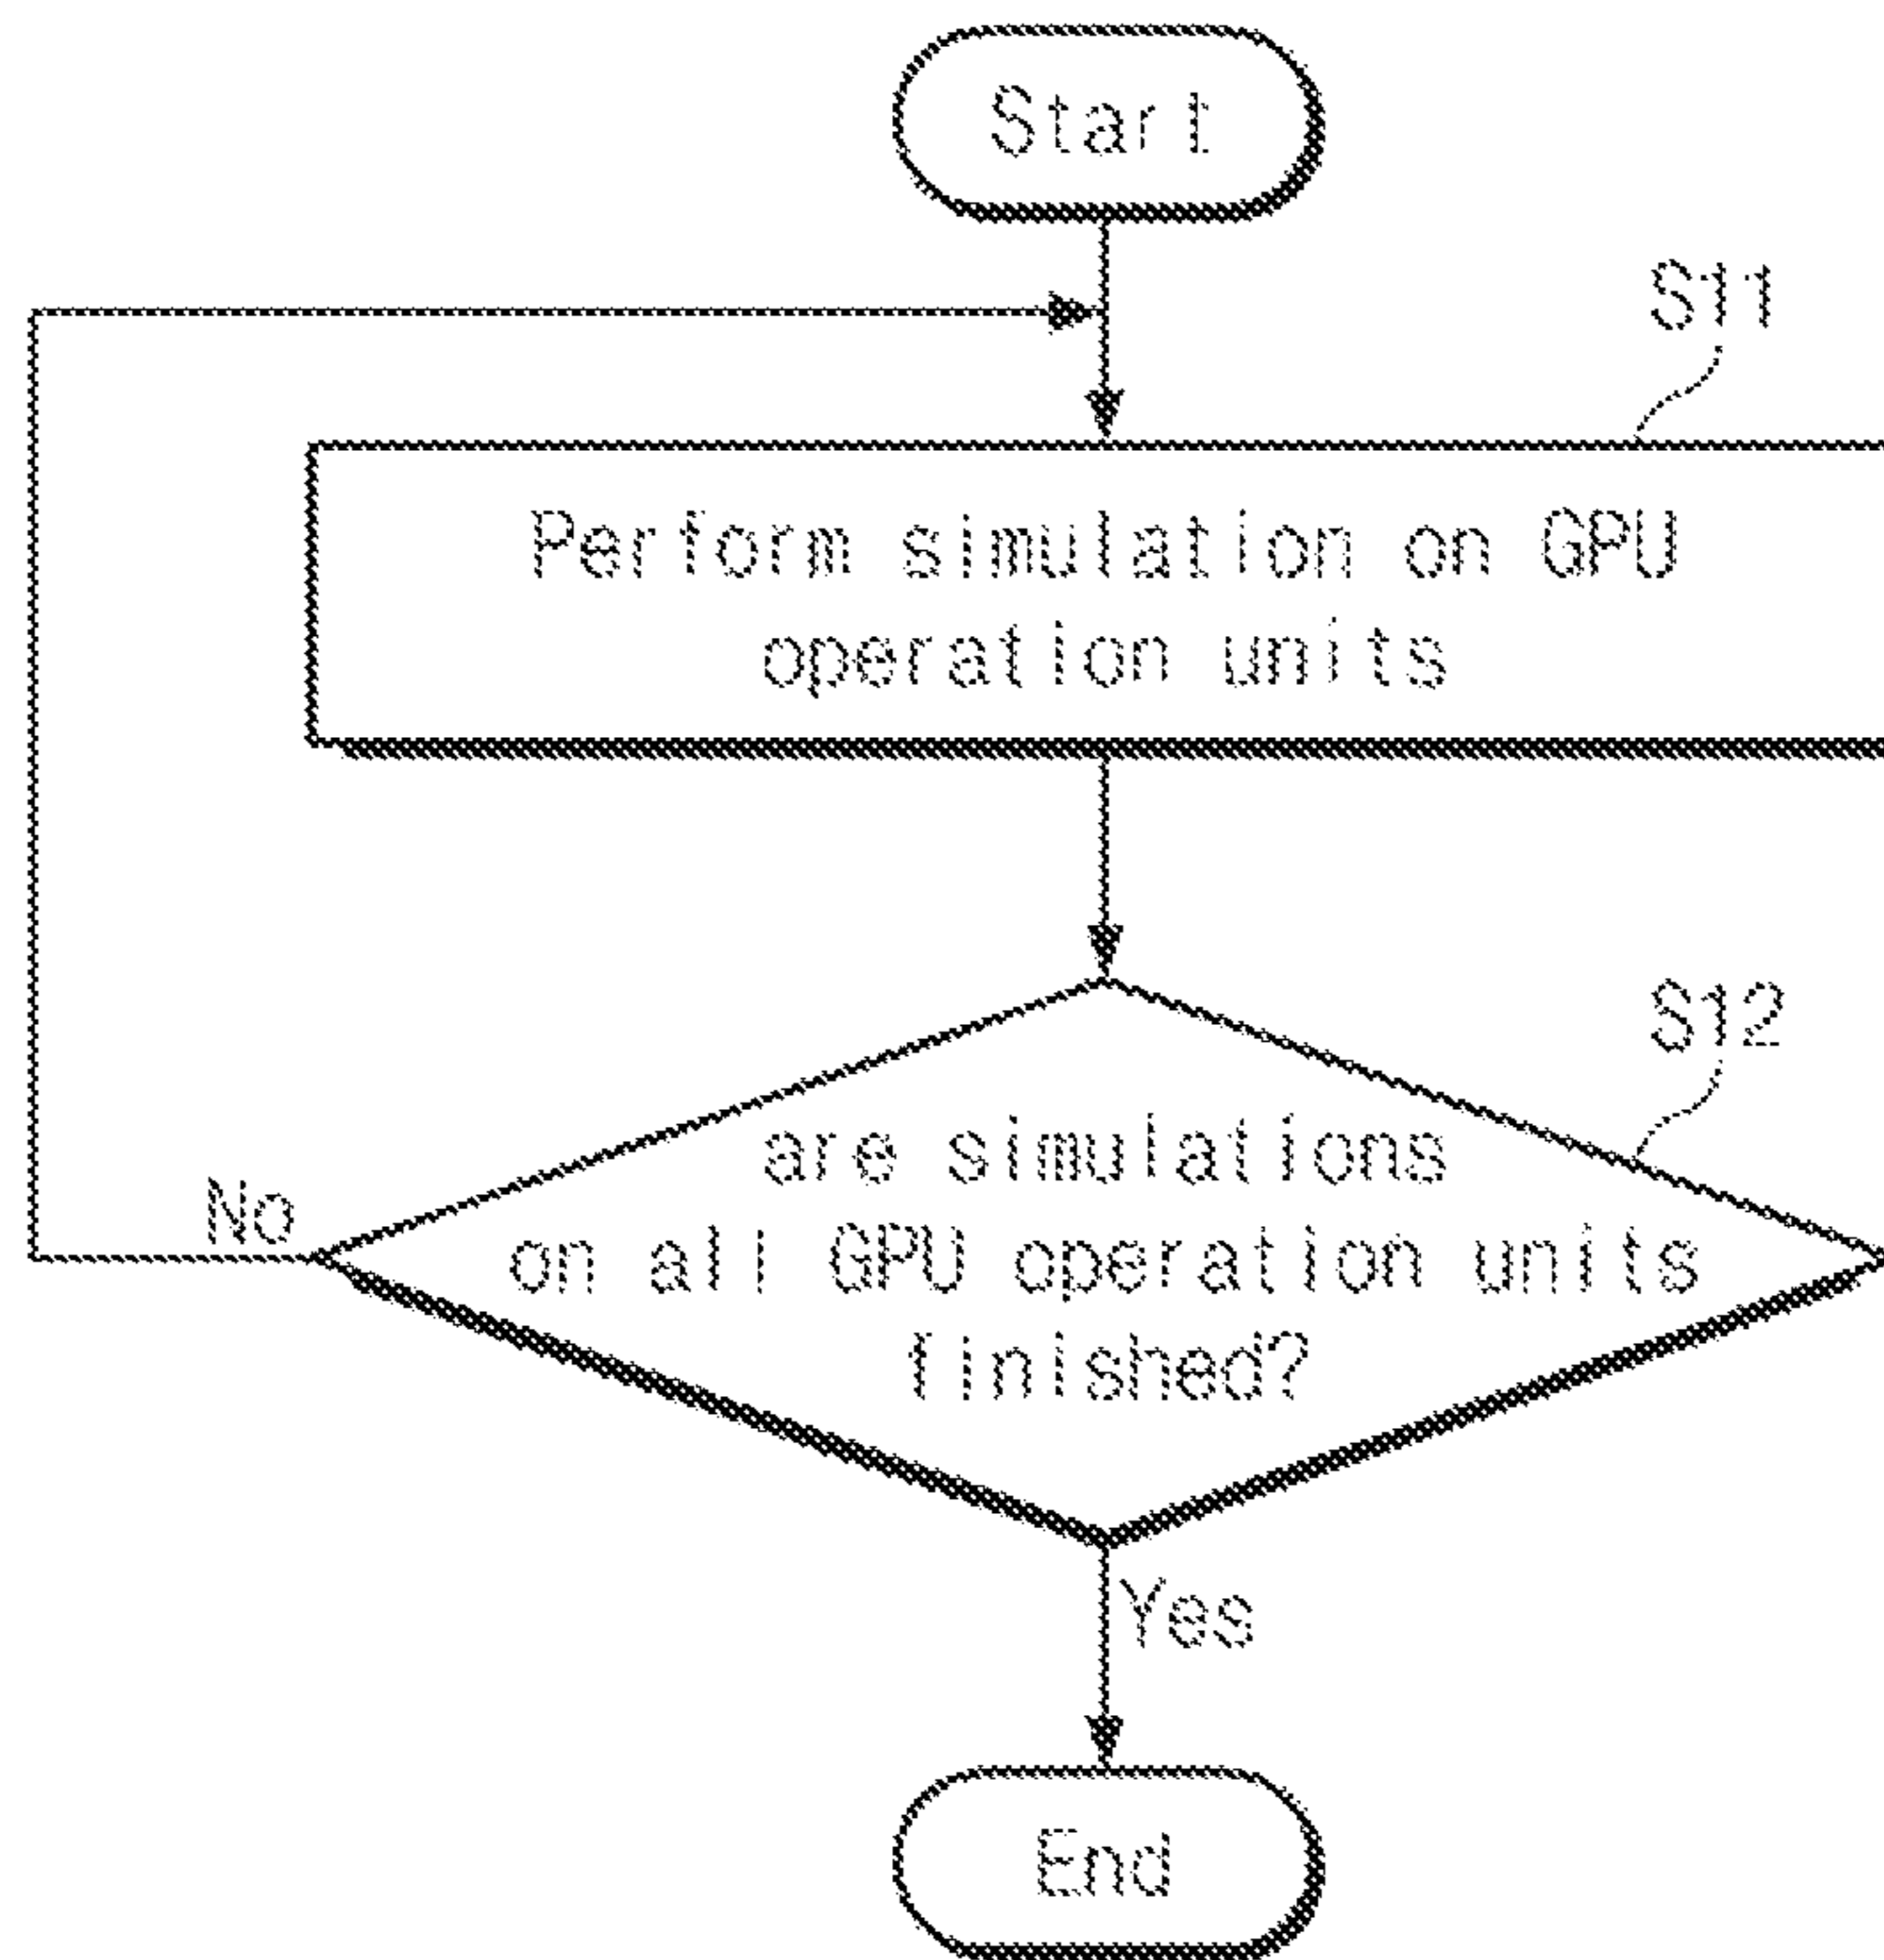 Start
S11
Perform simulation on GPU
operation units
S12
are simulations
No
on all GPU operation units
finished?
Yes
End